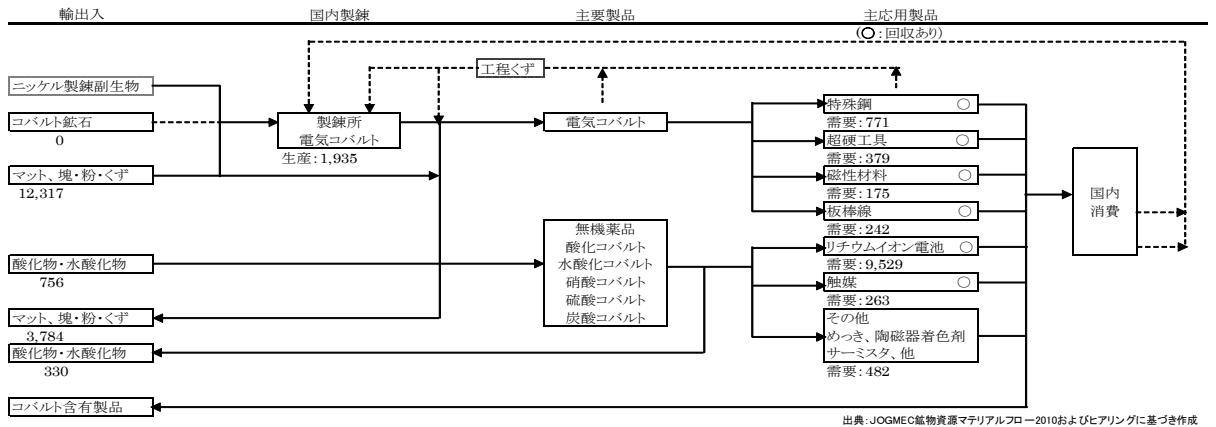 輸出入
国内製錬
主要製品
主応用製品
(○:回収あり)
工程くず
ニッケル製錬副生物
コバルト鉱石
0
マット、塊・粉・くず
12,317
製錬所
電気コバルト
生産:1,935
電気コバルト
特殊鋼 ○
需要:771
超硬工具 ○
需要:379
磁性材料 ○
需要:175
板棒線 ○
需要:242
国内
消費
酸化物・水酸化物
756
無機薬品
酸化コバルト
水酸化コバルト
硝酸コバルト
硫酸コバルト
炭酸コバルト
リチウムイオン電池 ○
需要:9,529
触媒 ○
需要:263
その他
めっき、陶磁器着色剤
サーミスタ、他
需要:482
マット、塊・粉・くず
3,784
酸化物・水酸化物
330
コバルト含有製品
出典:JOGMEC鉱物資源マテリアルフロー2010およびヒアリングに基づき作成